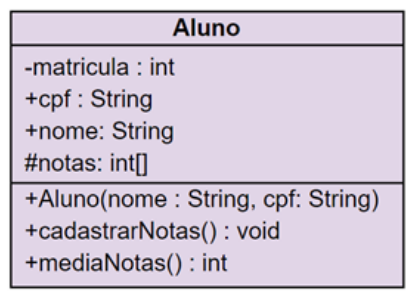 Aluno
-matricula : int
+cpf : String
+nome: String
#notas: int[]
+Aluno(nome : String, cpf: String)
+cadastrarNotas() : void
+mediaNotas() : int